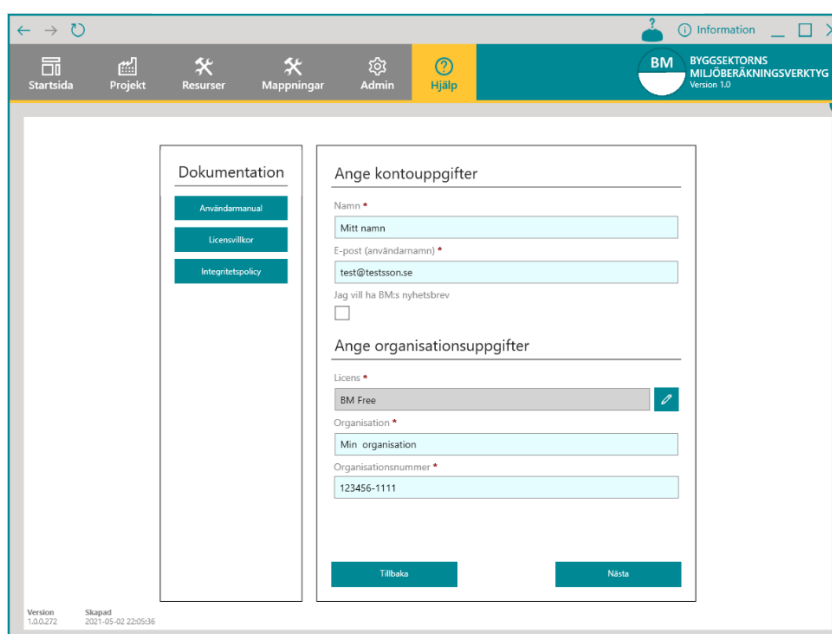 ?
Information
Startsida
Projekt
Resurser
Mappningar
Admin
?
Hjälp
BM
BYGGSEKTORNS
MILJÖBERÄKNINGSVERKTYG
Version 1.0
Dokumentation
Användarmanual
Licensvillkor
Integritetspolicy
Ange kontouppgifter
Namn *
Mitt namn
E-post (användarnamn) *
test@testsson.se
Jag vill ha BM:s nyhetsbrev
Ange organisationsuppgifter
Licens *
BM Free
Organisation *
Min organisation
Organisationsnummer *
123456-1111
Tillbaka
Nästa
Version Skapad
1.0.0.272 2021-05-02 22:05:36